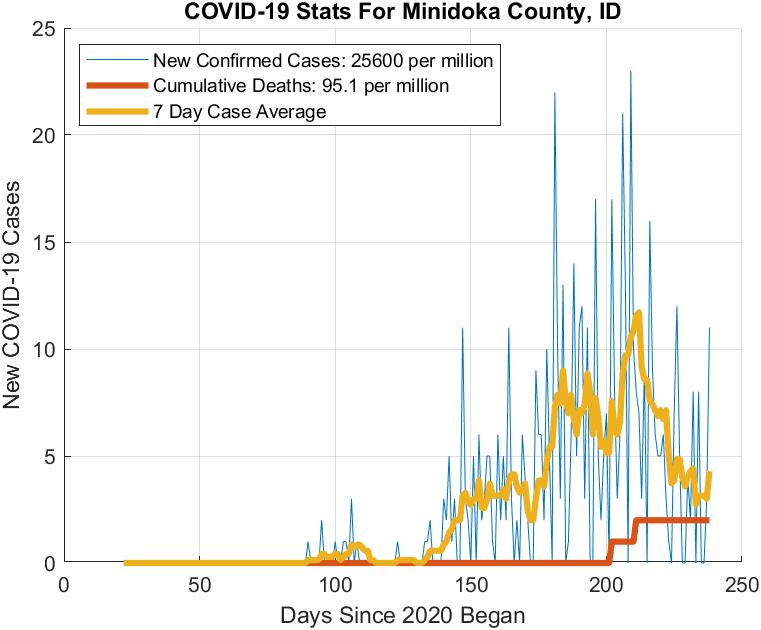 COVID-19 Stats For Minidoka County, ID
25
New Confirmed Cases: 25600 per million
Cumulative Deaths: 95.1 per million
7 Day Case Average
20
15
10
5
0
New COVID-19 Cases
0 50 100 150 200 250
Days Since 2020 Began